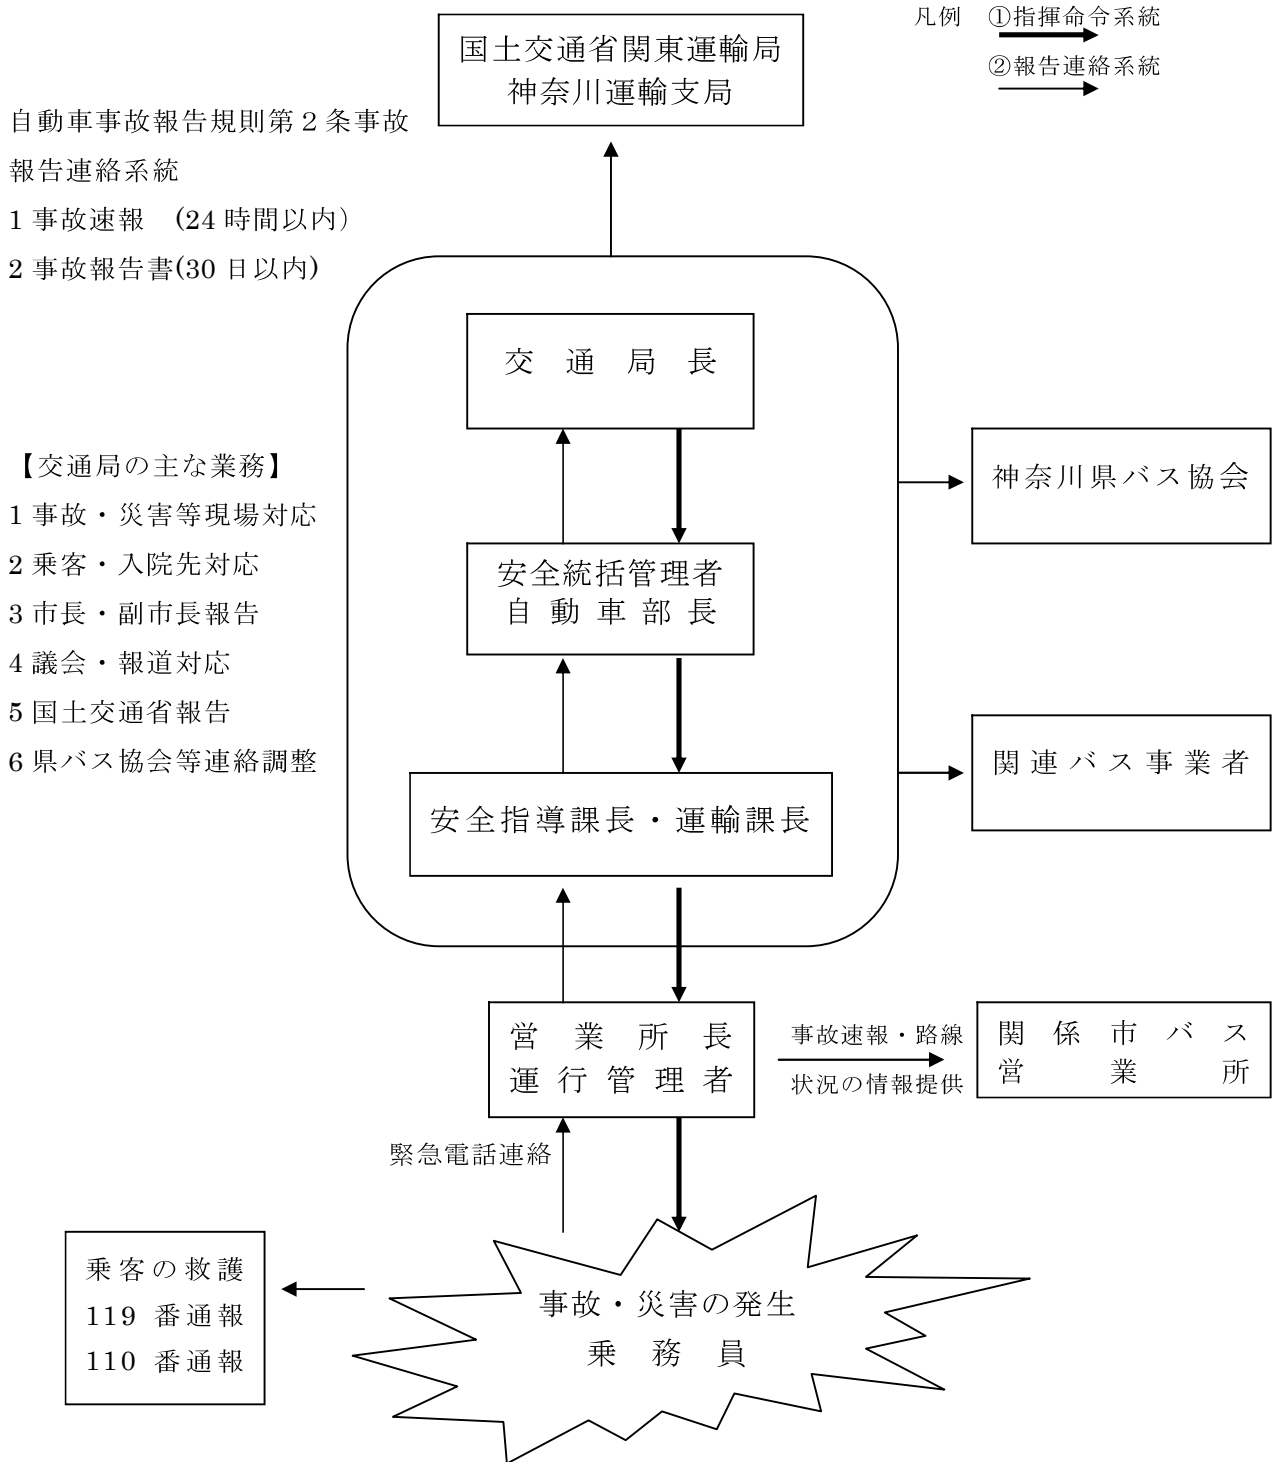 凡例　①指揮命令系統
②報告連絡系統
国土交通省関東運輸局
神奈川運輸支局
自動車事故報告規則第２条事故
報告連絡系統
1 事故速報　(24 時間以内）
2 事故報告書(30 日以内)
交通局長
【交通局の主な業務】
1 事故・災害等現場対応
2 乗客・入院先対応
3 市長・副市長報告
4 議会・報道対応
5 国土交通省報告
6 県バス協会等連絡調整
神奈川県バス協会
安全統括管理者
自動車部長
関連バス事業者
安全指導課長・運輸課長
営業所長
運行管理者
事故速報・路線
状況の情報提供
関係市バス
営業所
緊急電話連絡
乗客の救護
119 番通報
110 番通報
事故・災害の発生
乗務員